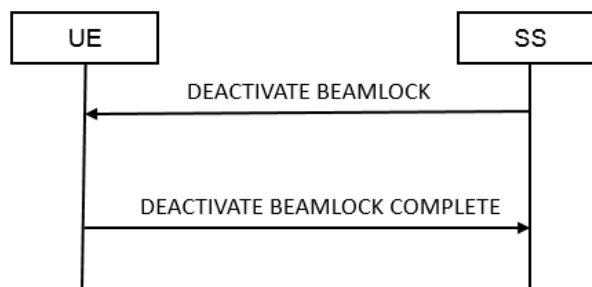 UE
SS
DEACTIVATE BEAMLOCK
DEACTIVATE BEAMLOCK COMPLETE